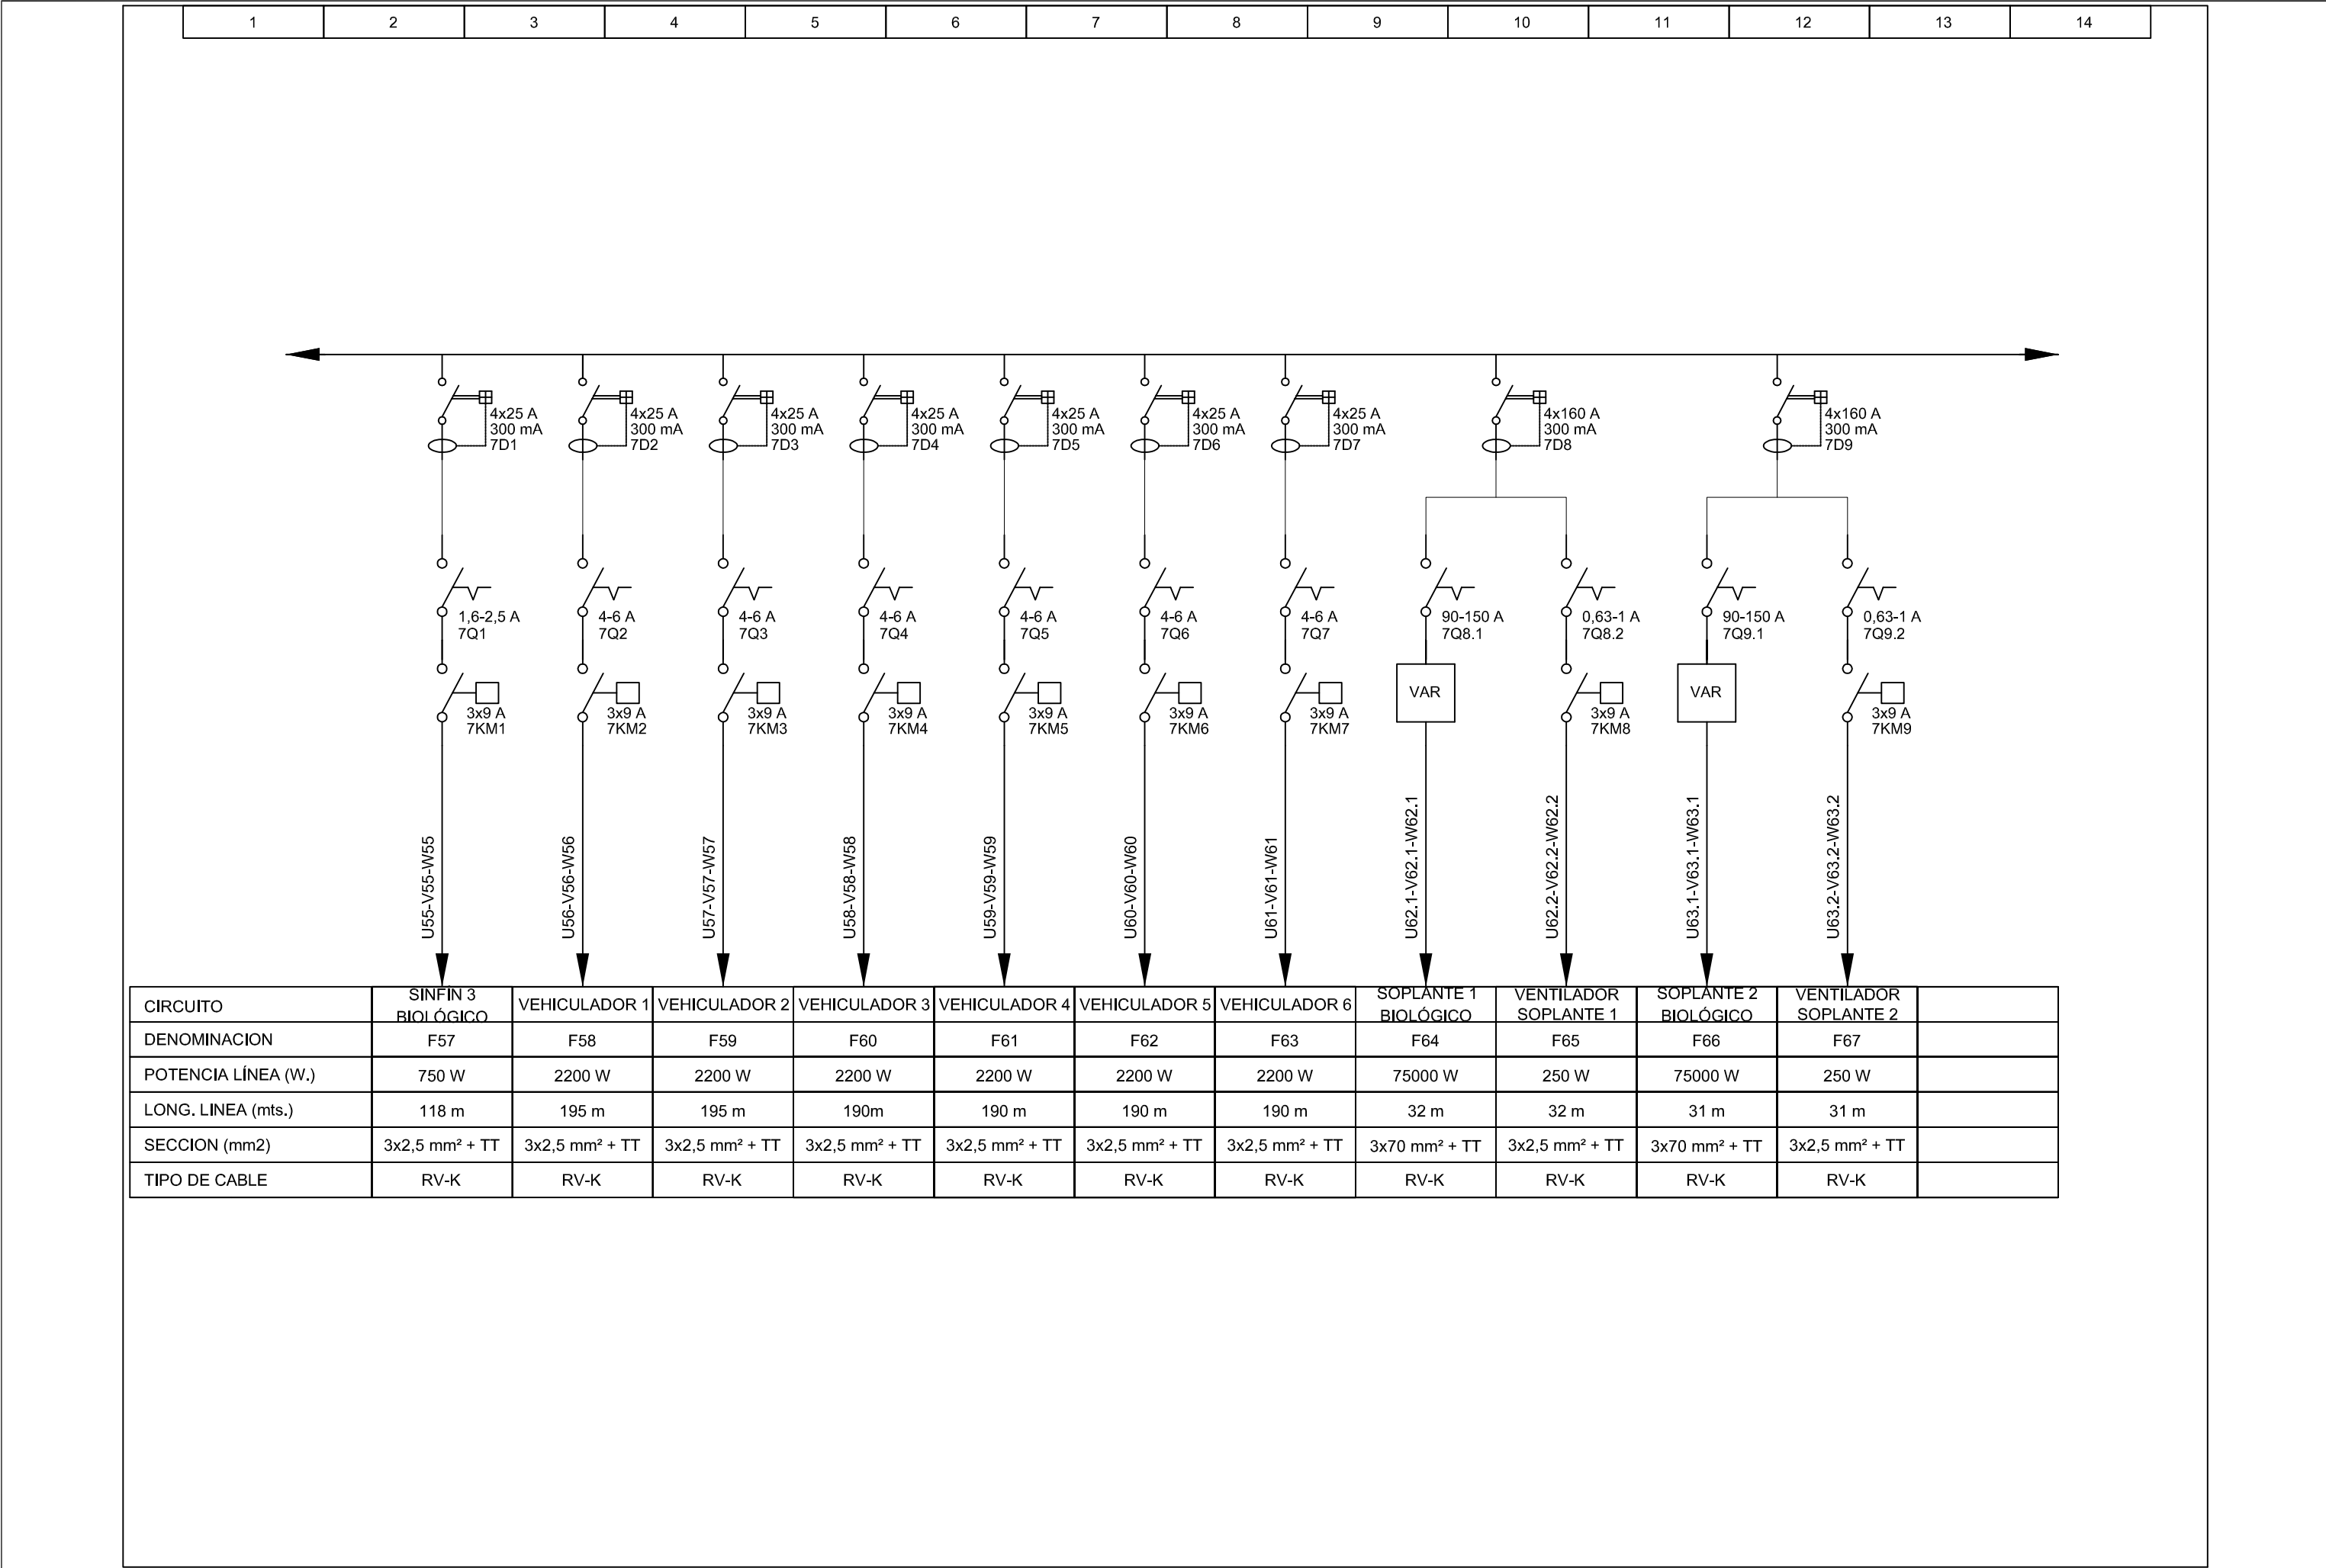 1 2 3 4 5 6 7 8 9 10 11 12 13 14
4x25 A 4x25 A 4x25 A 4x25 A 4x25 A 4x25 A 4x25 A 4x160 A 4x160 A
300 mA 300 mA 300 mA 300 mA 300 mA 300 mA 300 mA 300 mA 300 mA
7D1 7D2 7D3 7D4 7D5 7D6 7D7 7D8 7D9
1,6-2,5 A 4-6 A 4-6 A 4-6 A 4-6 A 4-6 A 4-6 A 90-150 A 0,63-1 A 90-150 A 0,63-1 A
7Q1 7Q2 7Q3 7Q4 7Q5 7Q6 7Q7 7Q8.1 7Q8.2 7Q9.1 7Q9.2
VAR VAR
3x9 A 3x9 A 3x9 A 3x9 A 3x9 A 3x9 A 3x9 A 3x9 A 3x9 A
7KM1 7KM2 7KM3 7KM4 7KM5 7KM6 7KM7 7KM8 7KM9
U55-V55-W55
U56-V56-W56
U57-V57-W57
U58-V58-W58
U59-V59-W59
U60-V60-W60
U61-V61-W61
U62.1-V62.1-W62.1
U62.2-V62.2-W62.2
U63.1-V63.1-W63.1
U63.2-V63.2-W63.2
CIRCUITO SINFÍN 3 BIOLÓGICO VEHICULADOR 1 VEHICULADOR 2 VEHICULADOR 3 VEHICULADOR 4 VEHICULADOR 5 VEHICULADOR 6 SOPLANTE 1 BIOLÓGICO VENTILADOR SOPLANTE 1 SOPLANTE 2 BIOLÓGICO VENTILADOR SOPLANTE 2
DENOMINACION F57 F58 F59 F60 F61 F62 F63 F64 F65 F66 F67
POTENCIA LÍNEA (W.) 750 W 2200 W 2200 W 2200 W 2200 W 2200 W 2200 W 75000 W 250 W 75000 W 250 W
LONG. LINEA (mts.) 118 m 195 m 195 m 190m 190 m 190 m 190 m 32 m 32 m 31 m 31 m
SECCION (mm2) 3x2,5 mm² + TT 3x2,5 mm² + TT 3x2,5 mm² + TT 3x2,5 mm² + TT 3x2,5 mm² + TT 3x2,5 mm² + TT 3x2,5 mm² + TT 3x70 mm² + TT 3x2,5 mm² + TT 3x70 mm² + TT 3x2,5 mm² + TT
TIPO DE CABLE RV-K RV-K RV-K RV-K RV-K RV-K RV-K RV-K RV-K RV-K RV-K